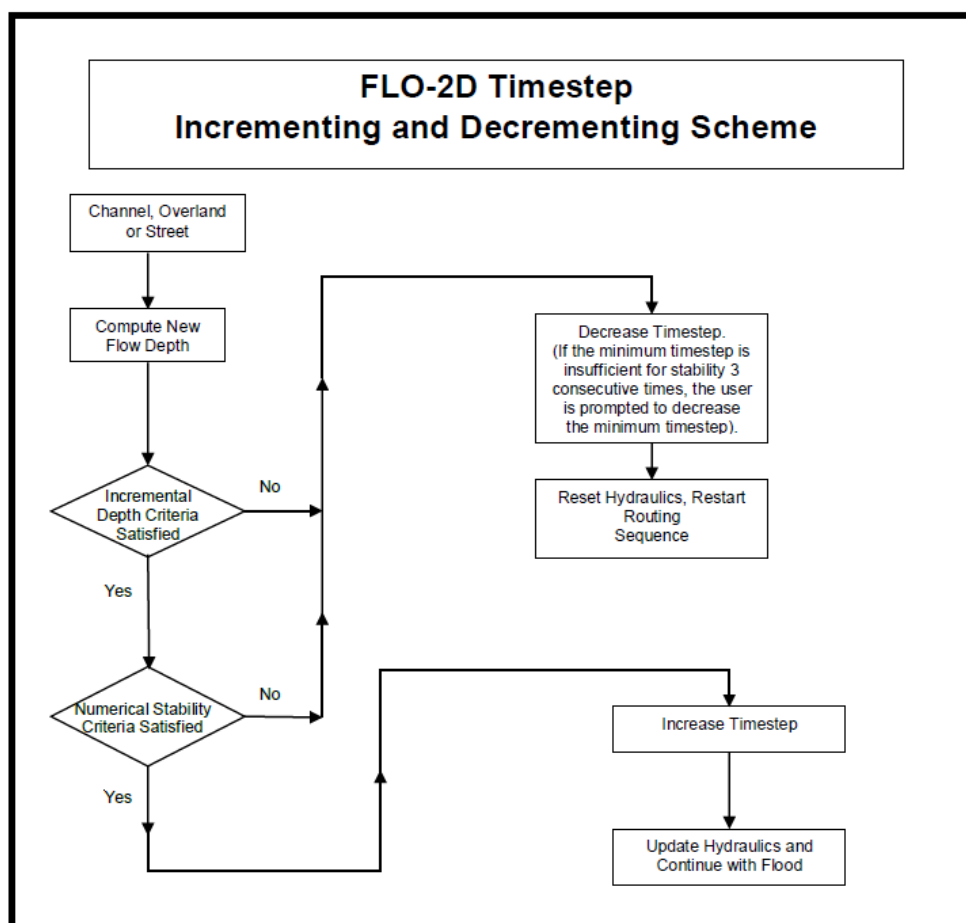 FLO-2D Timestep
Incrementing and Decrementing Scheme
Channel, Overland
or Street
Compute New
Flow Depth
Incremental
Depth Criteria
Satisfied
No
Yes
Numerical Stability
Criteria Satisfied
No
Yes
Decrease Timestep.
(If the minimum timestep is
insufficient for stability 3
consecutive times, the user
is prompted to decrease
the minimum timestep).
Reset Hydraulics, Restart
Routing
Sequence
Increase Timestep
Update Hydraulics and
Continue with Flood